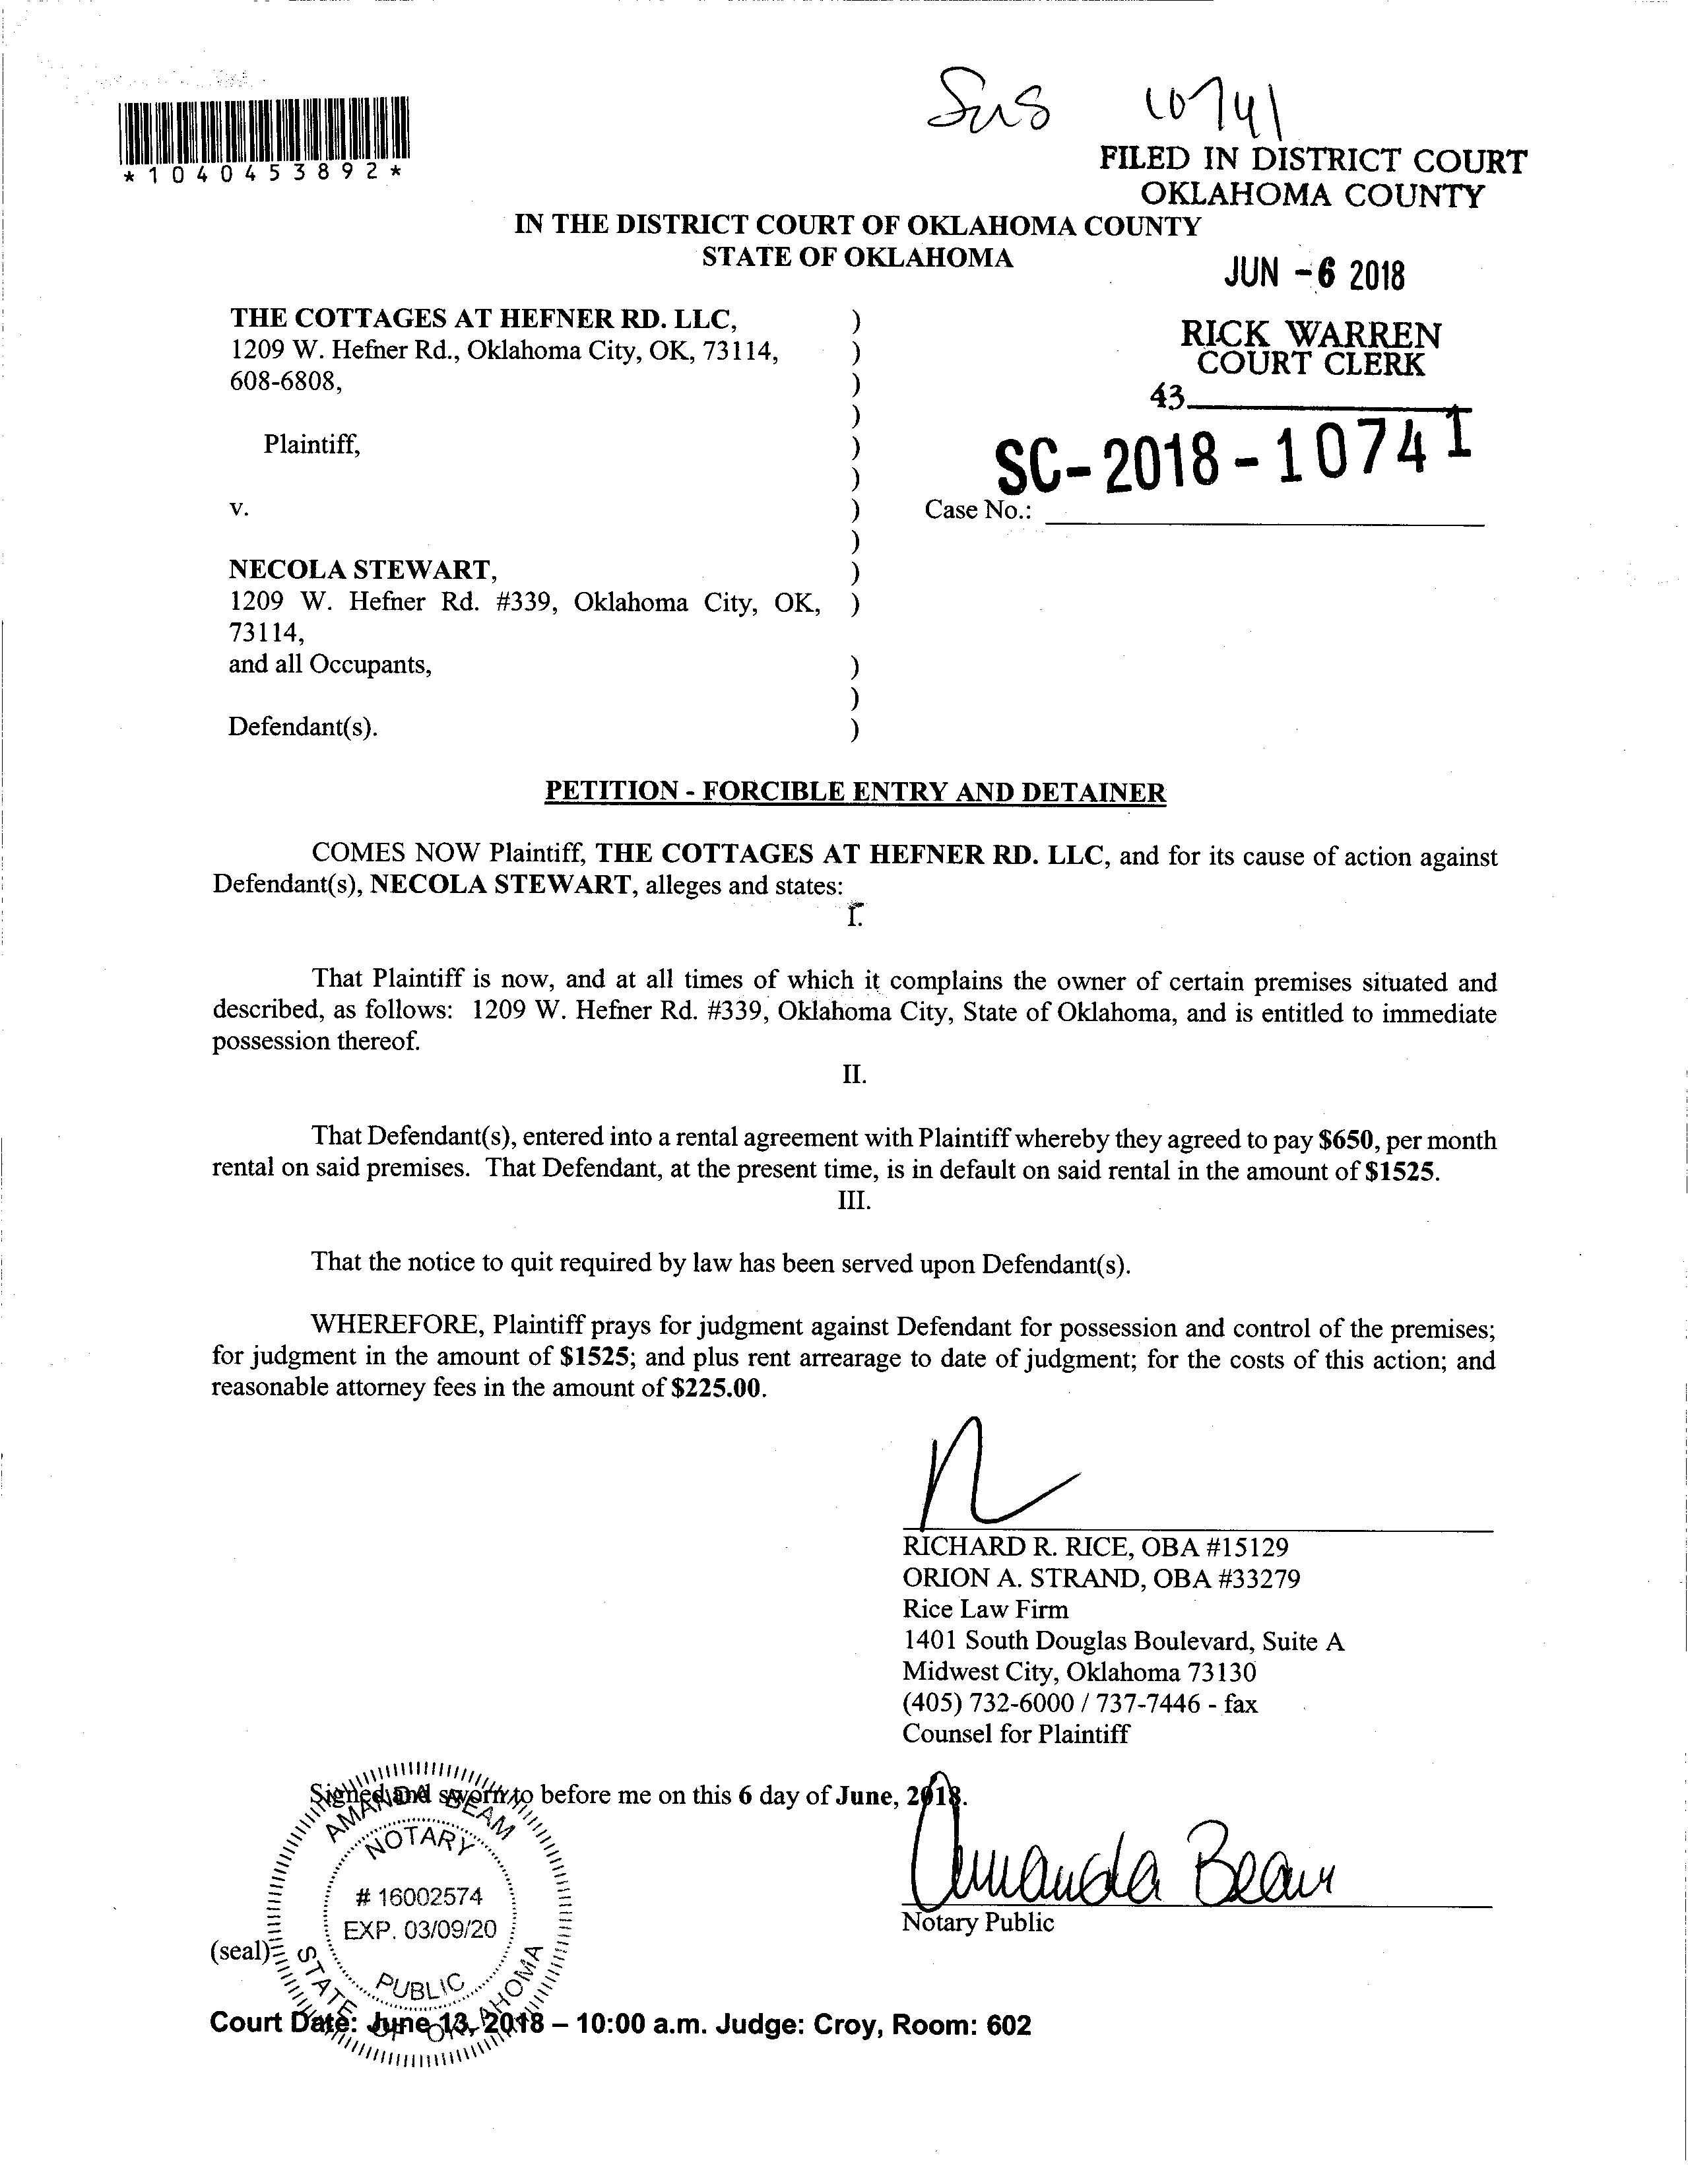 Sus 10741
*1040453892*
FILED IN DISTRICT COURT
OKLAHOMA COUNTY
IN THE DISTRICT COURT OF OKLAHOMA COUNTY
STATE OF OKLAHOMA
JUN -6 2018
THE COTTAGES AT HEFNER RD. LLC, )
1209 W. Hefner Rd., Oklahoma City, OK, 73114, )
608-6808, )
)
RICK WARREN
COURT CLERK
43
Plaintiff, )
)
SC-2018-10741
v. ) Case No.:
)
NECOLA STEWART, )
1209 W. Hefner Rd. #339, Oklahoma City, OK, )
73114,
and all Occupants, )
)
Defendant(s). )
PETITION - FORCIBLE ENTRY AND DETAINER
COMES NOW Plaintiff, THE COTTAGES AT HEFNER RD. LLC, and for its cause of action against
Defendant(s), NECOLA STEWART, alleges and states:
I.
That Plaintiff is now, and at all times of which it complains the owner of certain premises situated and
described, as follows: 1209 W. Hefner Rd. #339, Oklahoma City, State of Oklahoma, and is entitled to immediate
possession thereof.
II.
That Defendant(s), entered into a rental agreement with Plaintiff whereby they agreed to pay $650, per month
rental on said premises. That Defendant, at the present time, is in default on said rental in the amount of $1525.
III.
That the notice to quit required by law has been served upon Defendant(s).
WHEREFORE, Plaintiff prays for judgment against Defendant for possession and control of the premises;
for judgment in the amount of $1525; and plus rent arrearage to date of judgment; for the costs of this action; and
reasonable attorney fees in the amount of $225.00.
RICHARD R. RICE, OBA #15129
ORION A. STRAND, OBA #33279
Rice Law Firm
1401 South Douglas Boulevard, Suite A
Midwest City, Oklahoma 73130
(405) 732-6000 / 737-7446 - fax
Counsel for Plaintiff
Signed and sworn to before me on this 6 day of June, 2018.
AMANDA BEAM
NOTARY
# 16002574
EXP. 03/09/20
PUBLIC
STATE OF OKLAHOMA
Amanda Beam
Notary Public
(seal)
Court Date: June 13, 2018 – 10:00 a.m. Judge: Croy, Room: 602